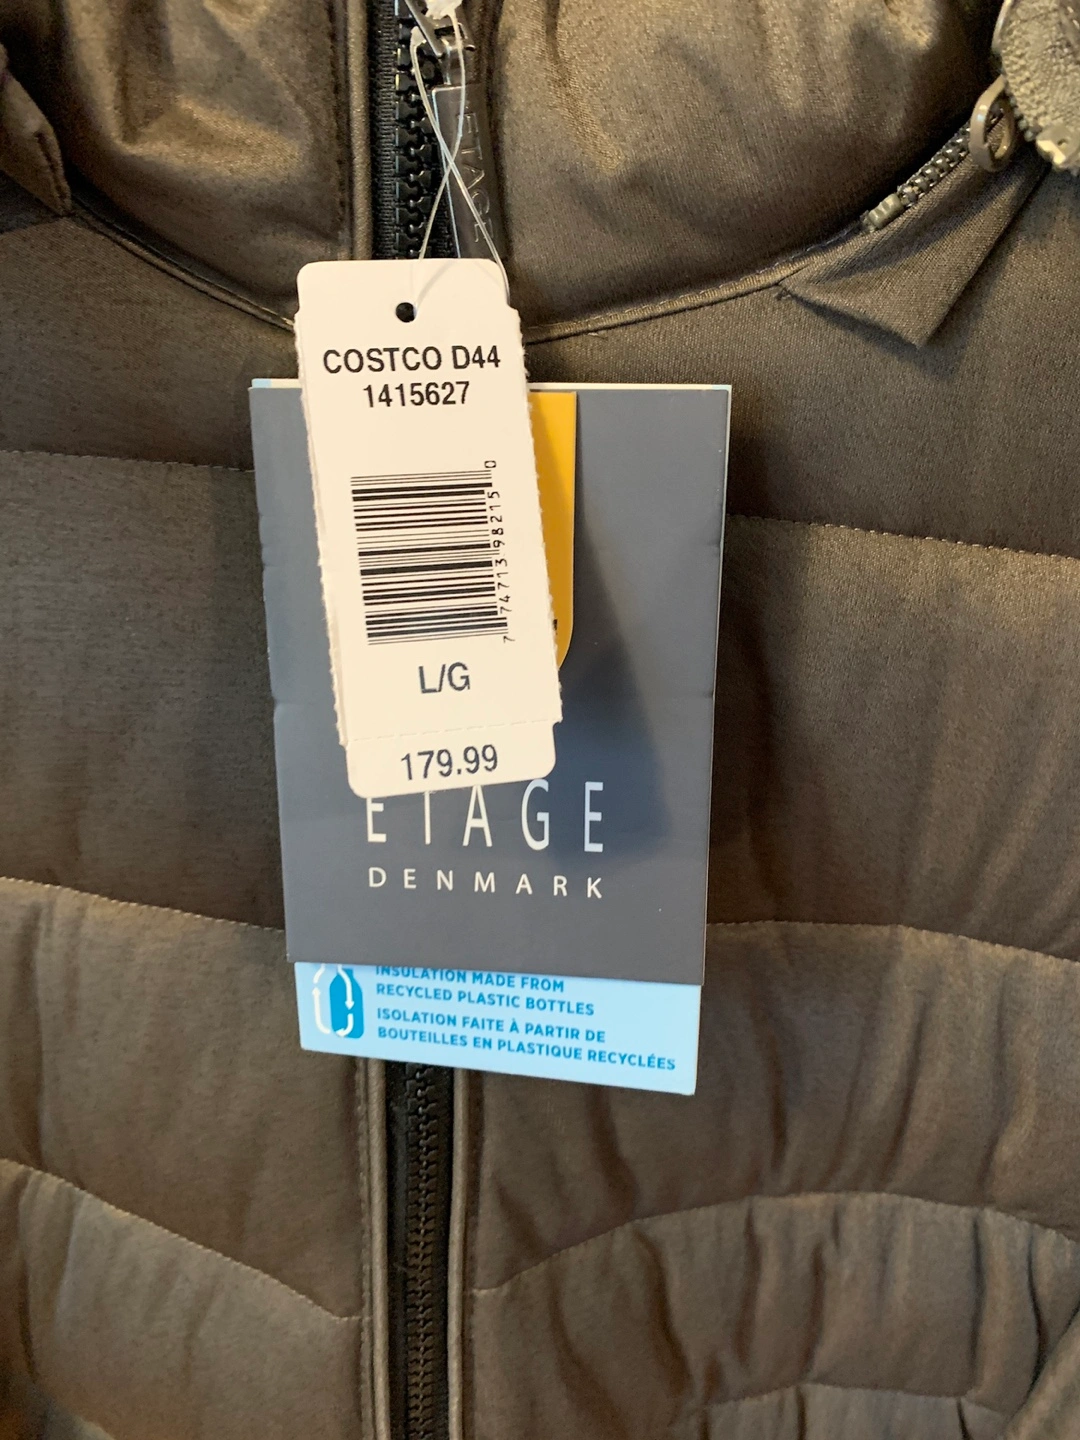 COSTCO D44
1415627
7 74713 98215 0
L/G
179.99
ETAGE
DENMARK
INSULATION MADE FROM
RECYCLED PLASTIC BOTTLES
ISOLATION FAITE À PARTIR DE
BOUTEILLES EN PLASTIQUE RECYCLÉES